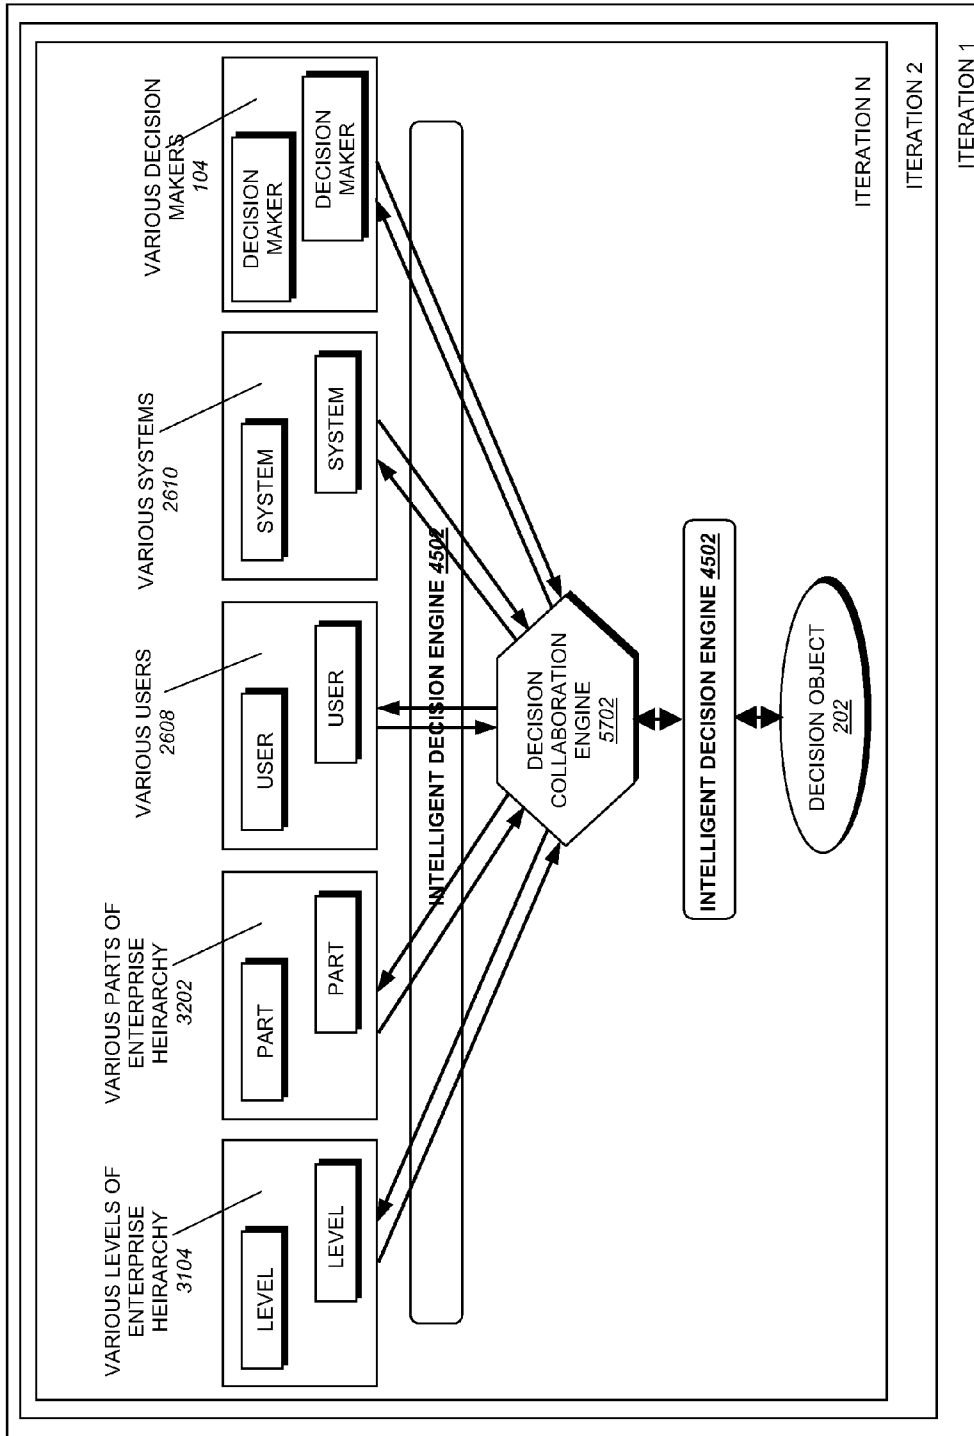 VARIOUS LEVELS OF
ENTERPRISE
HEIRARCHY
3104
VARIOUS PARTS OF
ENTERPRISE
HEIRARCHY
3202
VARIOUS USERS
2608
VARIOUS SYSTEMS
2610
VARIOUS DECISION
MAKERS
104
LEVEL
LEVEL
PART
PART
USER
USER
SYSTEM
SYSTEM
DECISION
MAKER
DECISION
MAKER
INTELLIGENT DECISION ENGINE 4502
DECISION
COLLABORATION
ENGINE
5702
INTELLIGENT DECISION ENGINE 4502
DECISION OBJECT
202
ITERATION N
ITERATION 2
ITERATION 1